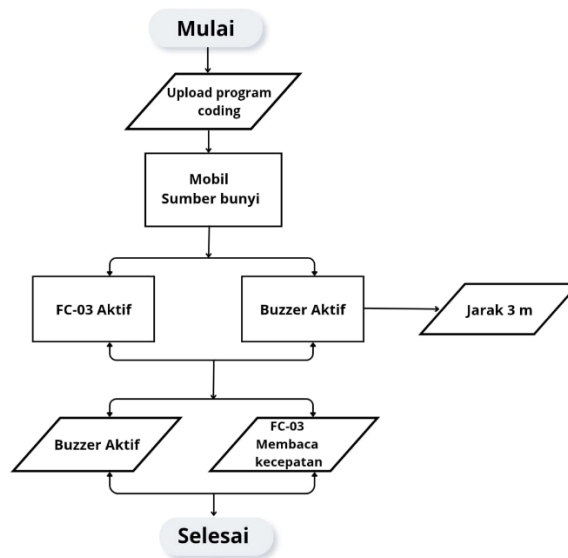 Mulai
Upload program
coding
Mobil
Sumber bunyi
FC-03 Aktif
Buzzer Aktif
Jarak 3 m
Buzzer Aktif
FC-03
Membaca
kecepatan
Selesai